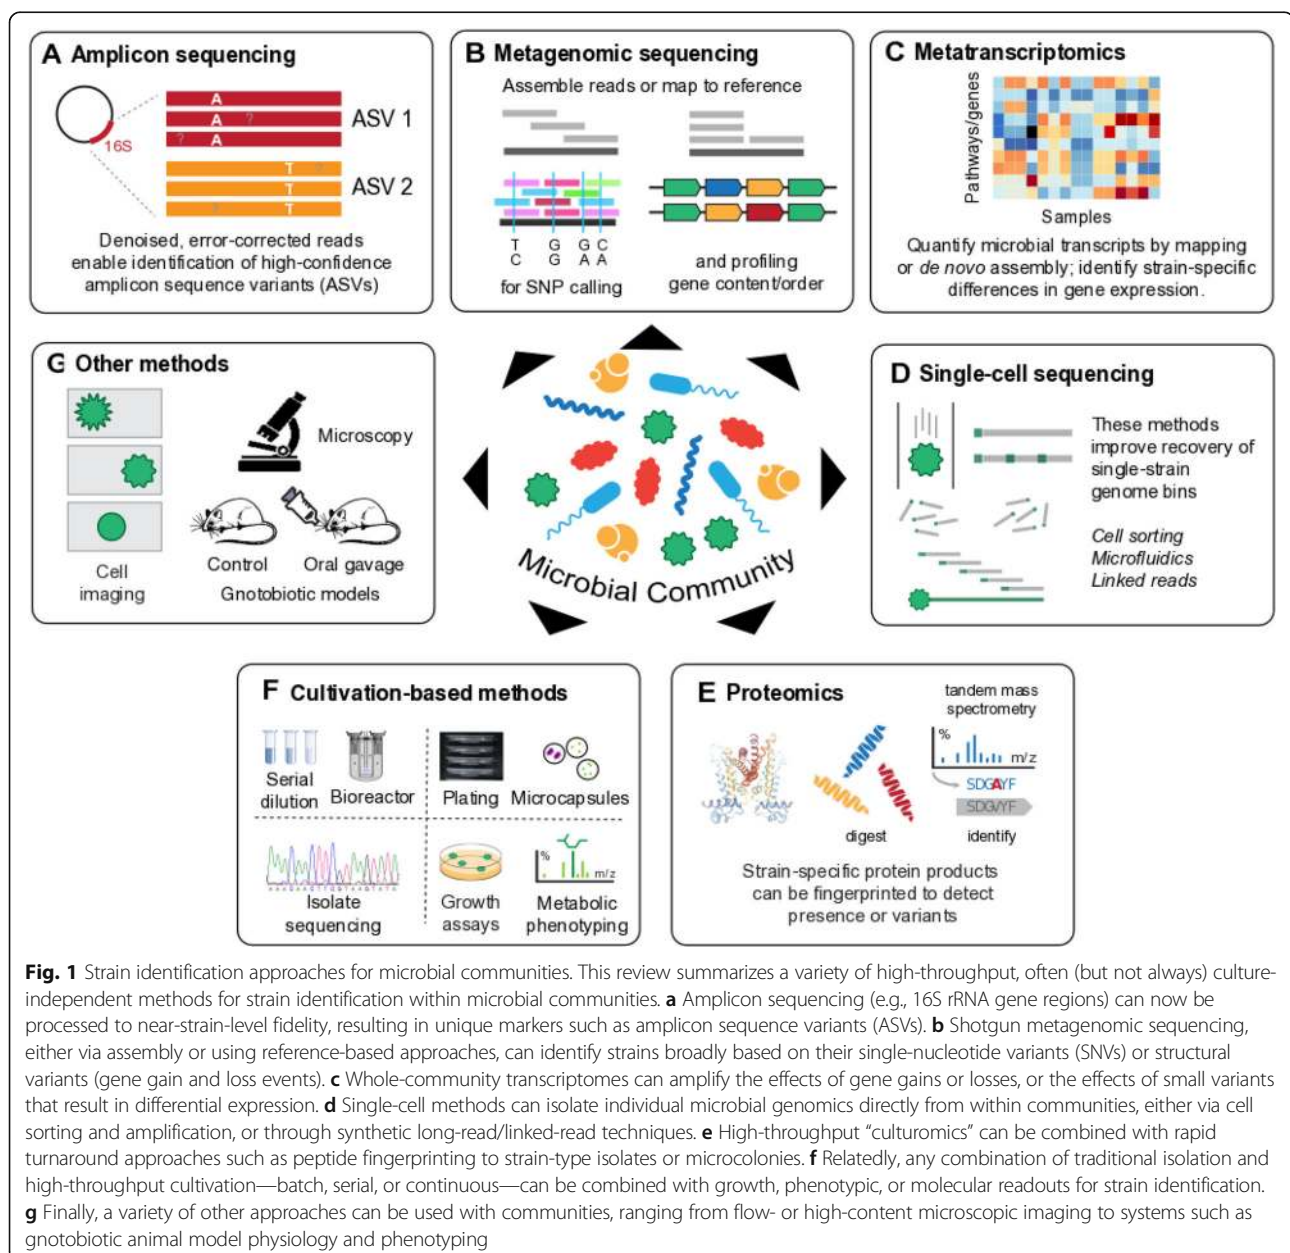 A Amplicon sequencing
A
A ?
? A
16S
ASV 1
T ?
T
? T
ASV 2
Denoised, error-corrected reads
enable identification of high-confidence
amplicon sequence variants (ASVs)
B Metagenomic sequencing
Assemble reads or map to reference
T G G C
C G A A
for SNP calling
and profiling
gene content/order
C Metatranscriptomics
Pathways/genes
Samples
Quantify microbial transcripts by mapping
or de novo assembly; identify strain-specific
differences in gene expression.
G Other methods
Microscopy
Control
Oral gavage
Cell
imaging
Gnotobiotic models
Microbial Community
D Single-cell sequencing
These methods
improve recovery of
single-strain
genome bins
Cell sorting
Microfluidics
Linked reads
F Cultivation-based methods
Serial
dilution
Bioreactor
Plating
Microcapsules
Isolate
sequencing
Growth
assays
%
m/z
Metabolic
phenotyping
E Proteomics
tandem mass
spectrometry
%
m/z
SDGAYF
SDGVYF
digest
identify
Strain-specific protein products
can be fingerprinted to detect
presence or variants
Fig. 1 Strain identification approaches for microbial communities. This review summarizes a variety of high-throughput, often (but not always) culture-
independent methods for strain identification within microbial communities. a Amplicon sequencing (e.g., 16S rRNA gene regions) can now be
processed to near-strain-level fidelity, resulting in unique markers such as amplicon sequence variants (ASVs). b Shotgun metagenomic sequencing,
either via assembly or using reference-based approaches, can identify strains broadly based on their single-nucleotide variants (SNVs) or structural
variants (gene gain and loss events). c Whole-community transcriptomes can amplify the effects of gene gains or losses, or the effects of small variants
that result in differential expression. d Single-cell methods can isolate individual microbial genomics directly from within communities, either via cell
sorting and amplification, or through synthetic long-read/linked-read techniques. e High-throughput “culturomics” can be combined with rapid
turnaround approaches such as peptide fingerprinting to strain-type isolates or microcolonies. f Relatedly, any combination of traditional isolation and
high-throughput cultivation—batch, serial, or continuous—can be combined with growth, phenotypic, or molecular readouts for strain identification.
g Finally, a variety of other approaches can be used with communities, ranging from flow- or high-content microscopic imaging to systems such as
gnotobiotic animal model physiology and phenotyping